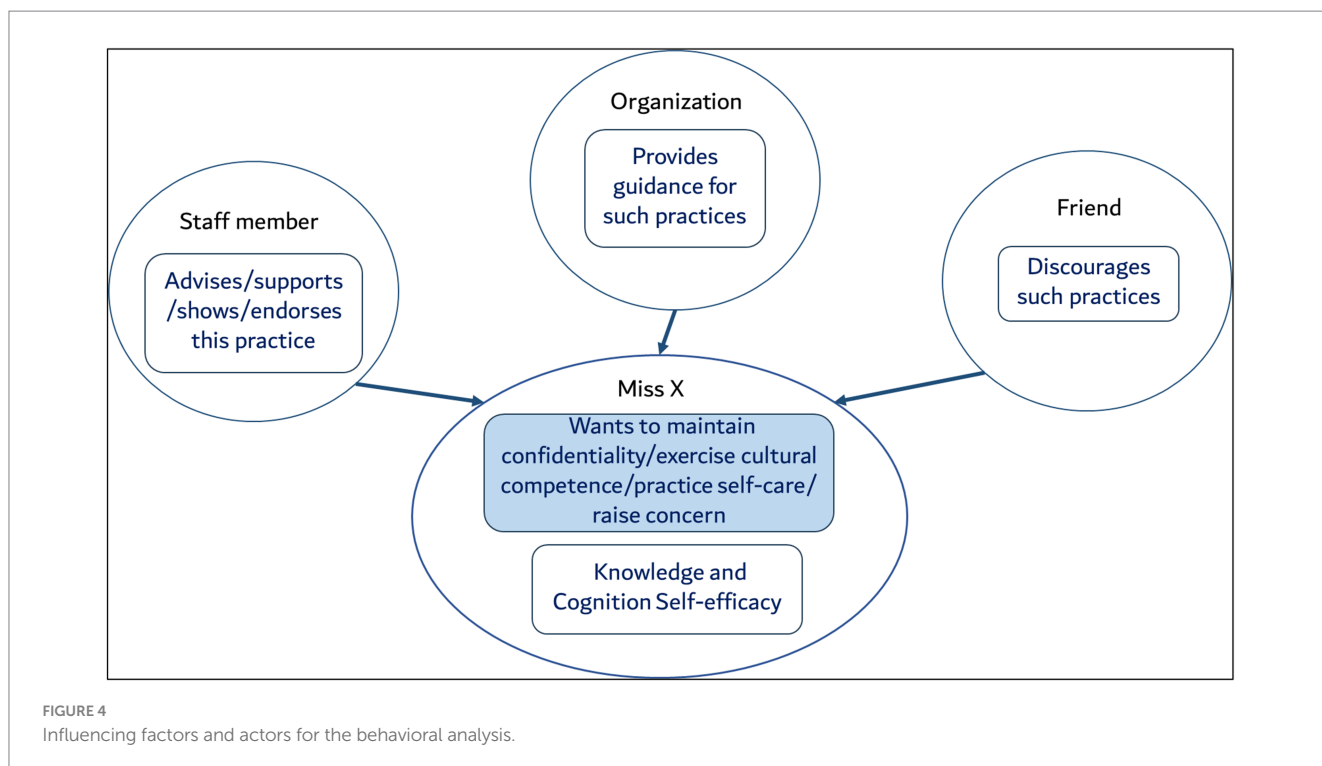 Organization
Provides
guidance for
such practices
Staff member
Advises/supports
/shows/endorses
this practice
Friend
Discourages
such practices
Miss X
Wants to maintain
confidentiality/exercise cultural
competence/practice self-care/
raise concern
Knowledge and
Cognition Self-efficacy
FIGURE 4
Influencing factors and actors for the behavioral analysis.